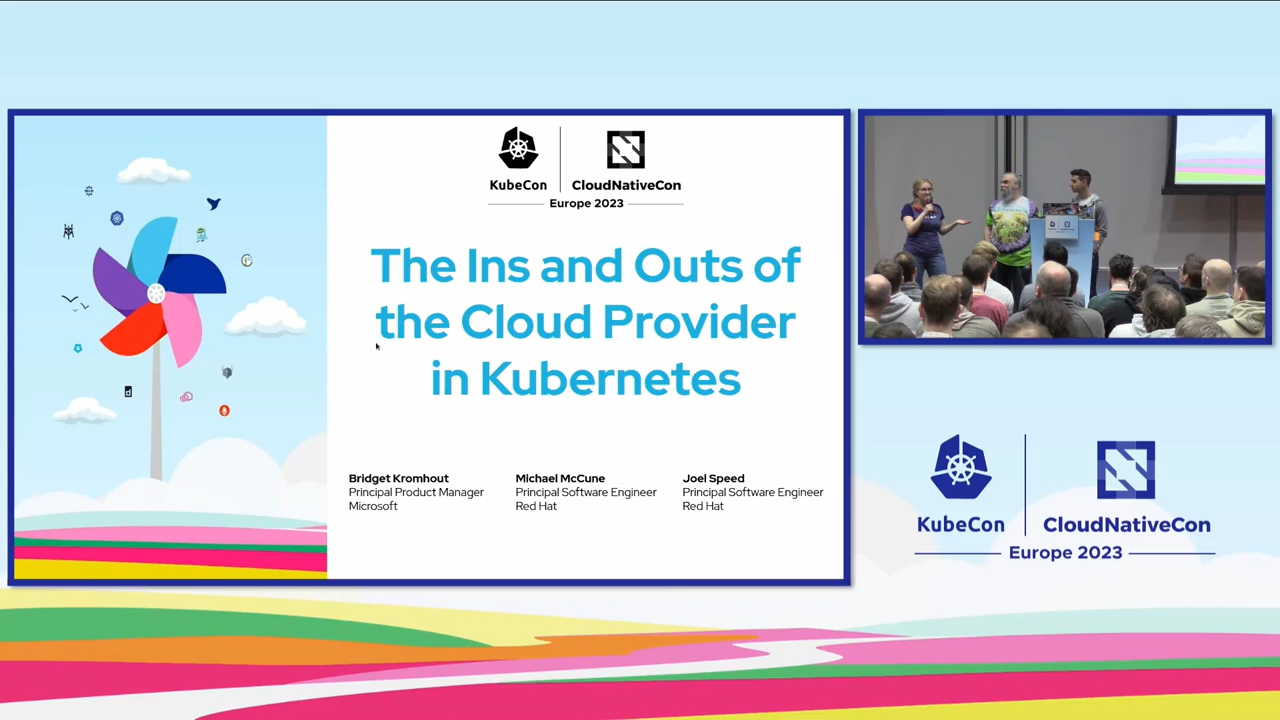 KubeCon
CloudNativeCon
Europe 2023
The Ins and Outs of
the Cloud Provider
in Kubernetes
Bridget Kromhout
Principal Product Manager
Microsoft
Michael McCune
Principal Software Engineer
Red Hat
Joel Speed
Principal Software Engineer
Red Hat
KubeCon
CloudNativeCon
Europe 2023